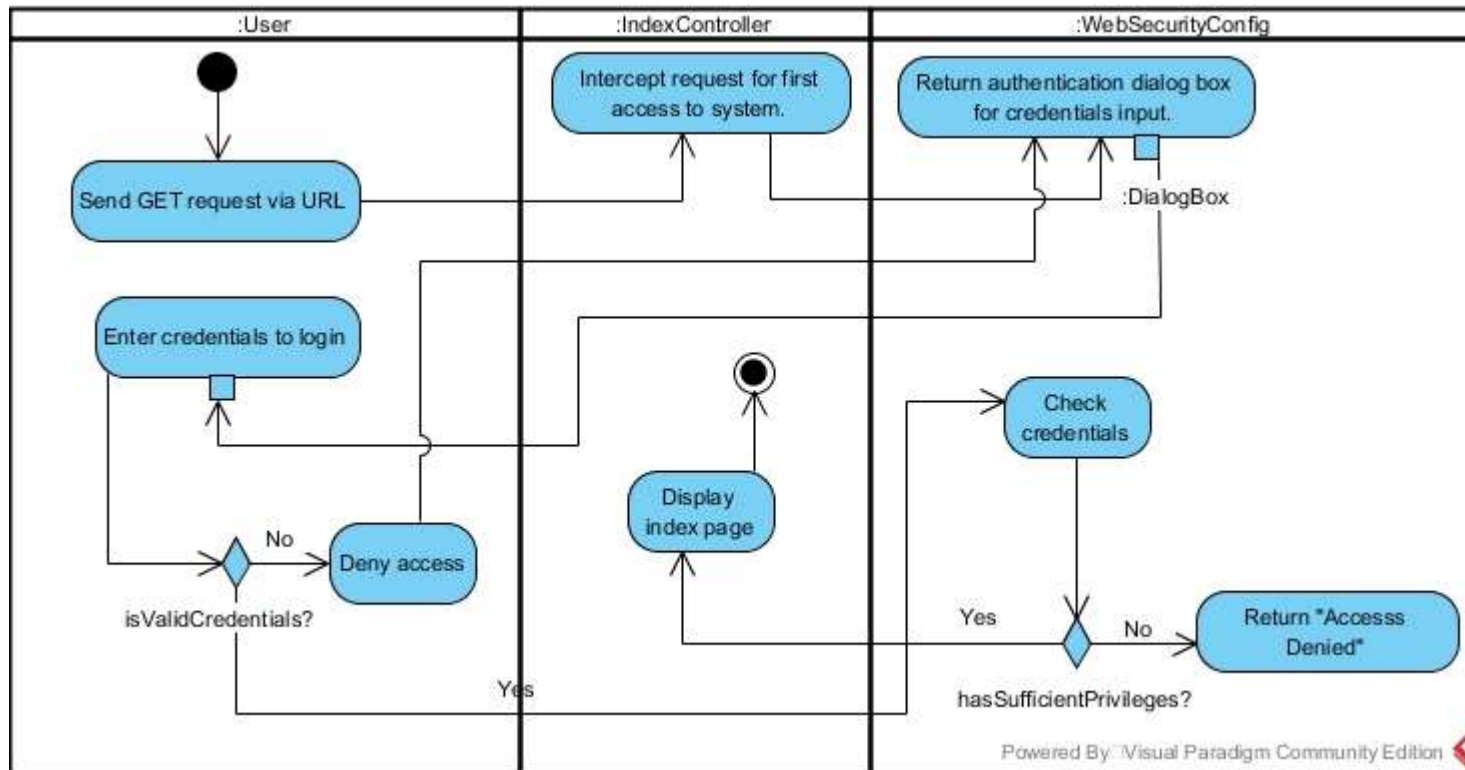 :User
:IndexController
:WebSecurityConfig
Intercept request for first
access to system.
Return authentication dialog box
for credentials input.
Send GET request via URL
:DialogBox
Enter credentials to login
Check
credentials
Display
index page
No
Deny access
isValidCredentials?
Yes
Yes
No
Return "Accesss
Denied"
hasSufficientPrivileges?
Powered By Visual Paradigm Community Edition